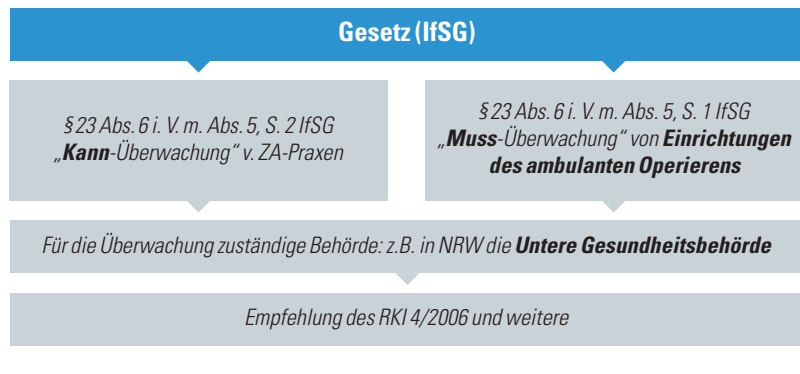 Gesetz (IfSG)
§ 23 Abs. 6 i. V. m. Abs. 5, S. 2 IfSG
„Kann-Überwachung“ v. ZA-Praxen
§ 23 Abs. 6 i. V. m. Abs. 5, S. 1 IfSG
„Muss-Überwachung“ von Einrichtungen
des ambulanten Operierens
Für die Überwachung zuständige Behörde: z.B. in NRW die Untere Gesundheitsbehörde
Empfehlung des RKI 4/2006 und weitere